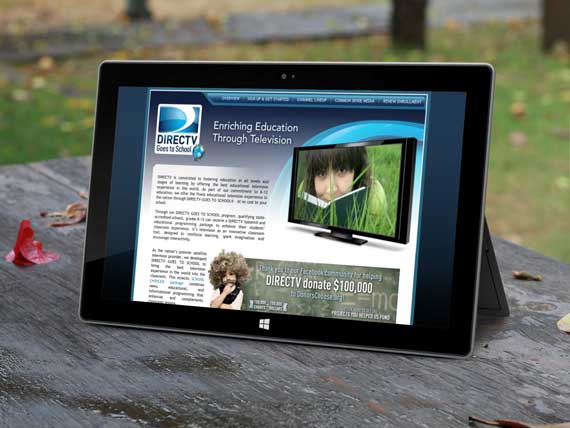 OVERVIEW | SIGN UP & GET STARTED | CHANNEL LINEUP | COMMON SENSE MEDIA | RENEW ENROLLMENT
DIRECTV
Goes to School
Enriching Education
Through Television
DIRECTV is committed to fostering education at all levels and
stages of learning by offering the best educational television
experience in the world. As part of our commitment to K-12
education, we offer the finest educational television experience in
the nation through DIRECTV GOES TO SCHOOL® - at no cost to your
school.
Through our DIRECTV GOES TO SCHOOL program, qualifying state-
accredited schools, grades K-12 can receive a DIRECTV System® and
educational programming package to enhance their students'
classroom experience. It's television as an innovative classroom
tool, designed to reinforce learning, spark imagination and
encourage interactivity.
As the nation's premier satellite
television provider, we developed
DIRECTV GOES TO SCHOOL to
bring the best television
experience in the world into the
classroom. This eclectic SCHOOL
CHOICE® package combines
news, educational, and
informational programming that
enhances and complements
Thank you to our Facebook Community for helping
DIRECTV donate $100,000
to DonorsChoose.org!
PROJECTS YOU HELPED US FUND